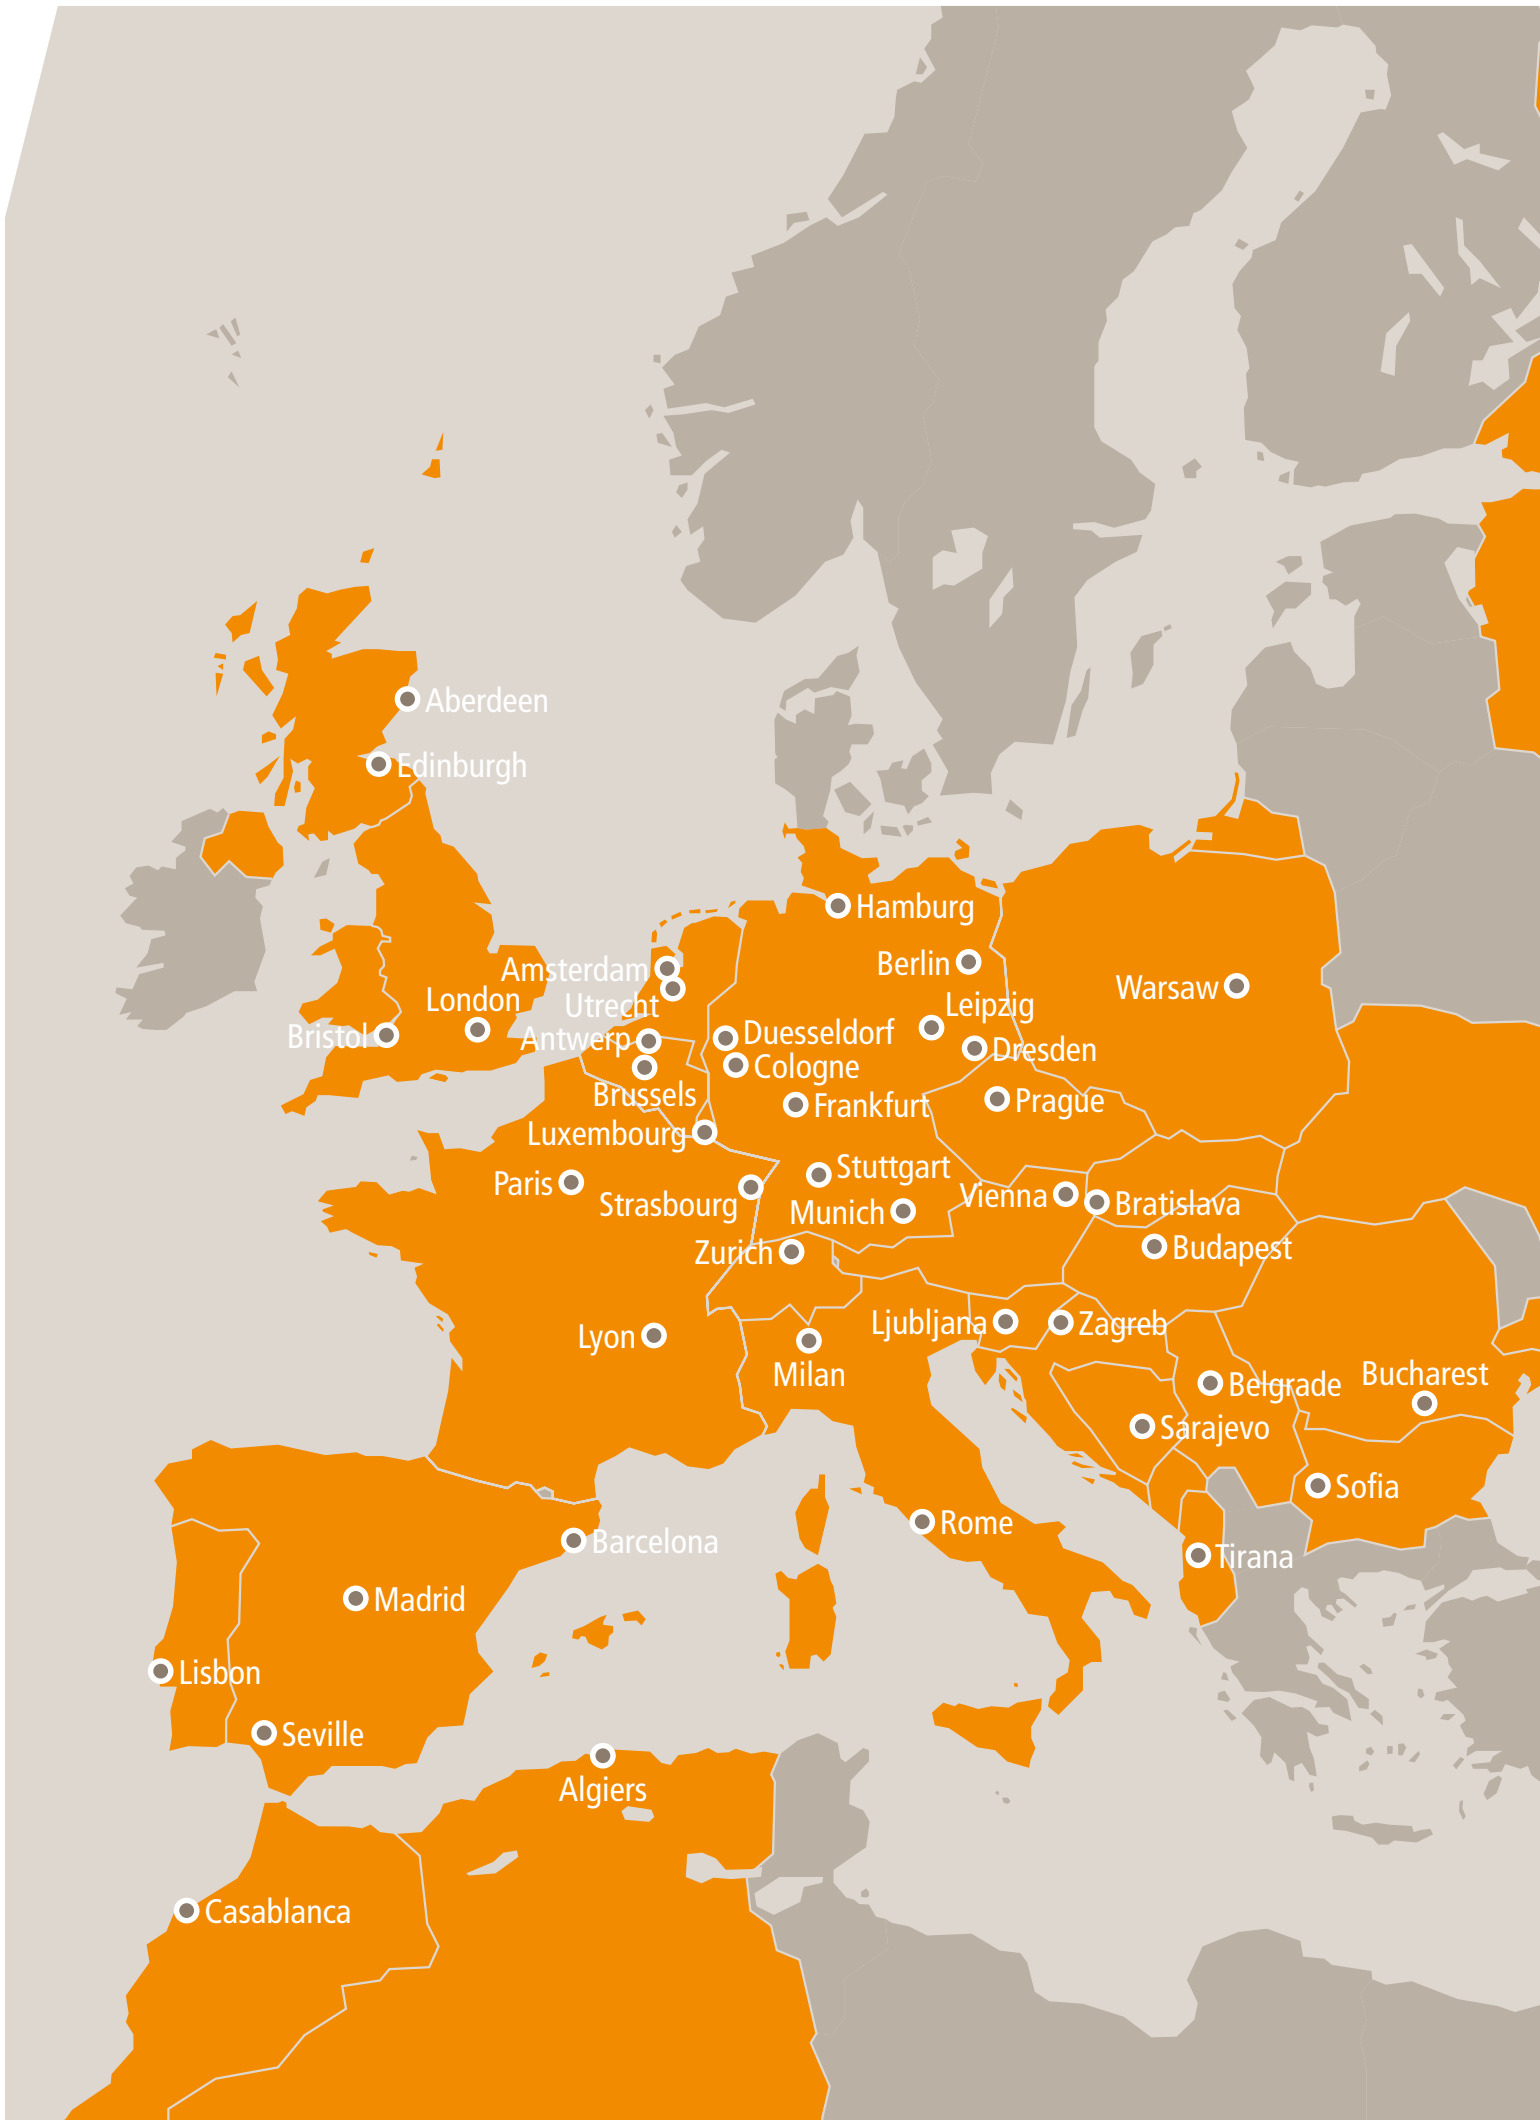 Aberdeen
Edinburgh
Hamburg
Berlin
Amsterdam
Utrecht
Warsaw
London
Leipzig
Bristol
Antwerp
Duesseldorf
Dresden
Cologne
Brussels
Frankfurt
Prague
Luxembourg
Paris
Stuttgart
Strasbourg
Vienna
Munich
Bratislava
Zurich
Budapest
Ljubljana
Zagreb
Lyon
Milan
Belgrade
Bucharest
Sarajevo
Sofia
Rome
Barcelona
Tirana
Madrid
Lisbon
Seville
Algiers
Casablanca